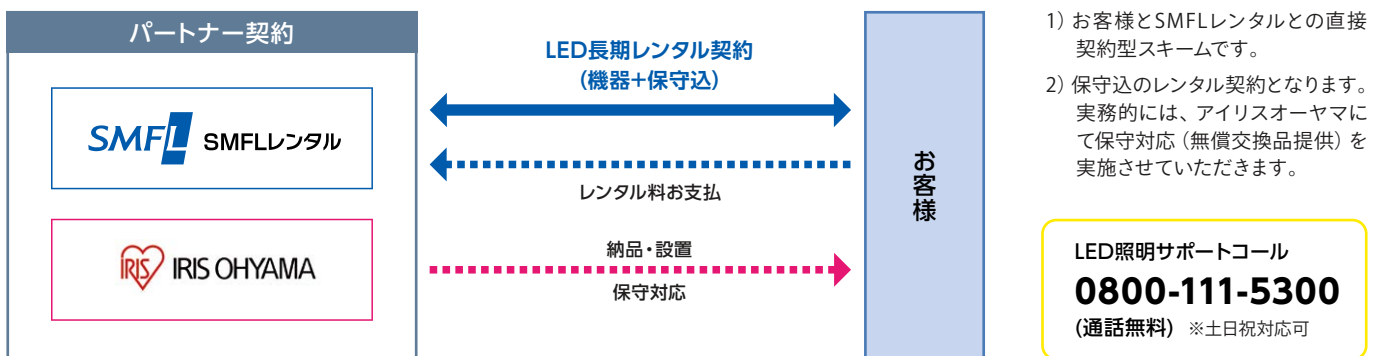 パートナー契約
SMFL SMFLレンタル
IRIS IRIS OHYAMA
LED長期レンタル契約
(機器+保守込)
レンタル料お支払
納品・設置
保守対応
お客様
1) お客様とSMFLレンタルとの直接
契約型スキームです。
2) 保守込のレンタル契約となります。
実務的には、アイリスオーヤマに
て保守対応(無償交換品提供)を
実施させていただきます。
LED照明サポートコール
0800-111-5300
(通話無料) ※土日祝対応可